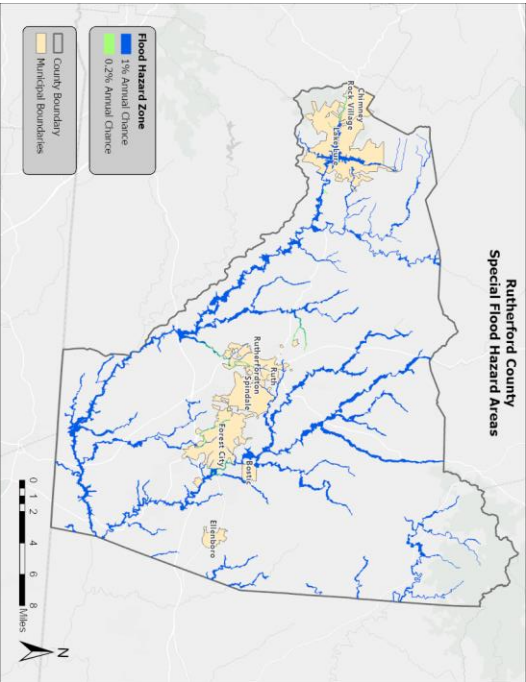 Rutherford County
Special Flood Hazard Areas
Chimney
Rock Village
Lake Lure
Ruth
Rutherfordton
Spindale
Forest City
Bostic
Ellenboro
Flood Hazard Zone
1% Annual Chance
0.2% Annual Chance
County Boundary
Municipal Boundaries
0 1 2 4 6 8
Miles
N